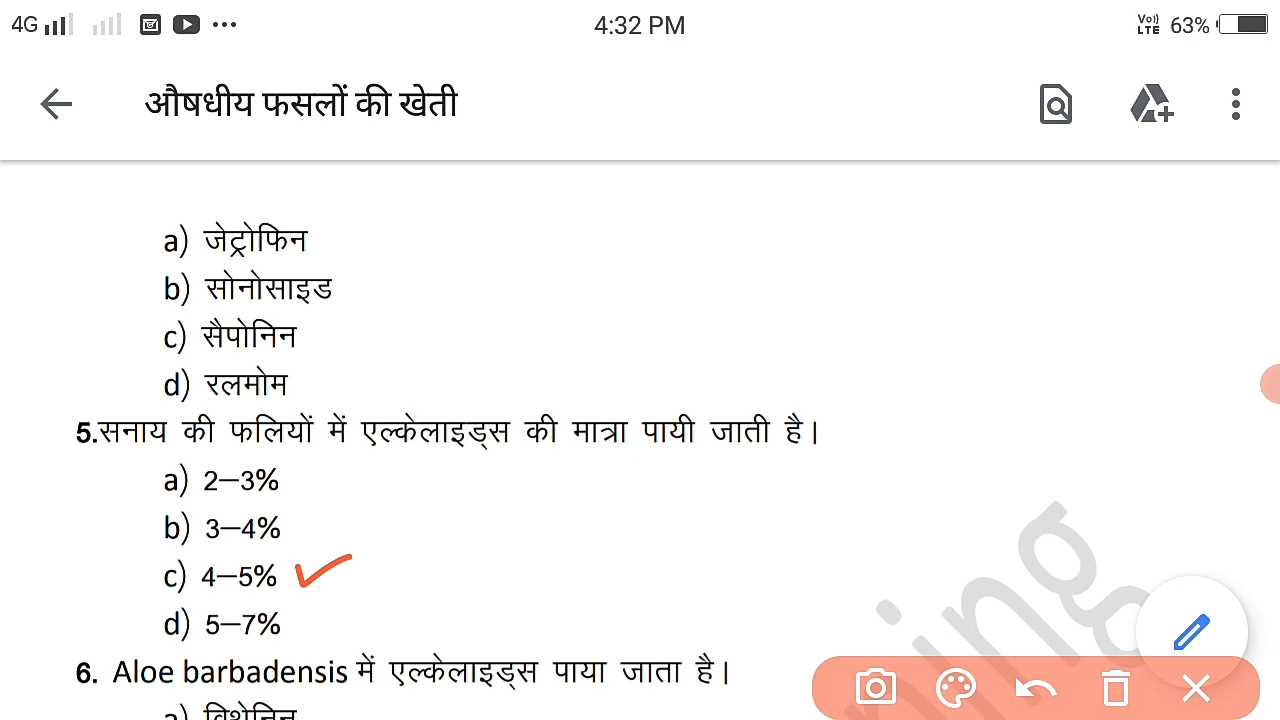 4G 4:32 PM Vo)) LTE 63%
औषधीय फसलों की खेती
a) जेट्रोफिन
b) सोनोसाइड
c) सैपोनिन
d) रलमोम
5.सनाय की फलियों में एल्केलाइड्स की मात्रा पायी जाती है।
a) 2–3%
b) 3–4%
c) 4–5%
d) 5–7%
6. Aloe barbadensis में एल्केलाइड्स पाया जाता है।
a) विथेनिन